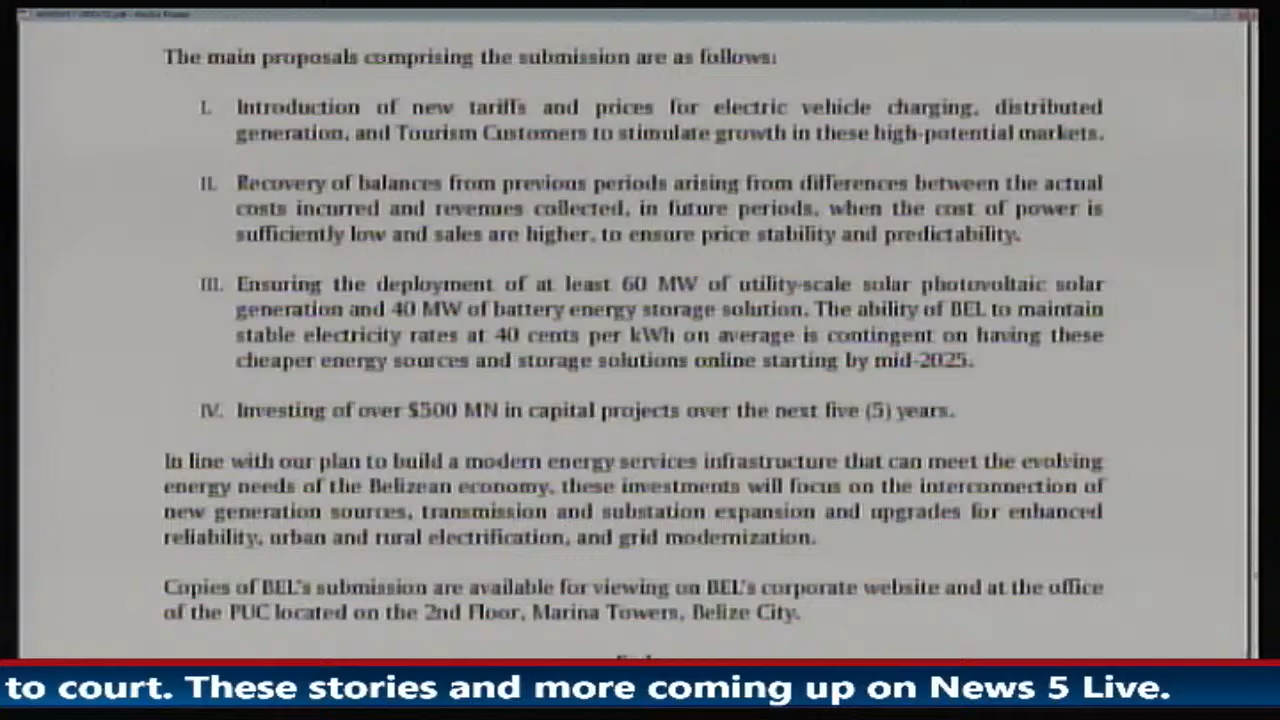 The main proposals comprising the submission are as follows:
I. Introduction of new tariffs and prices for electric vehicle charging, distributed
generation, and Tourism Customers to stimulate growth in these high-potential markets.
II. Recovery of balances from previous periods arising from differences between the actual
costs incurred and revenues collected, in future periods, when the cost of power is
sufficiently low and sales are higher, to ensure price stability and predictability.
III. Ensuring the deployment of at least 60 MW of utility-scale solar photovoltaic solar
generation and 40 MW of battery energy storage solution. The ability of BEL to maintain
stable electricity rates at 40 cents per kWh on average is contingent on having these
cheaper energy sources and storage solutions online starting by mid-2025.
IV. Investing of over $500 MN in capital projects over the next five (5) years.
In line with our plan to build a modern energy services infrastructure that can meet the evolving
energy needs of the Belizean economy, these investments will focus on the interconnection of
new generation sources, transmission and substation expansion and upgrades for enhanced
reliability, urban and rural electrification, and grid modernization.
Copies of BEL's submission are available for viewing on BEL's corporate website and at the office
of the PUC located on the 2nd Floor, Marina Towers, Belize City.
to court. These stories and more coming up on News 5 Live.